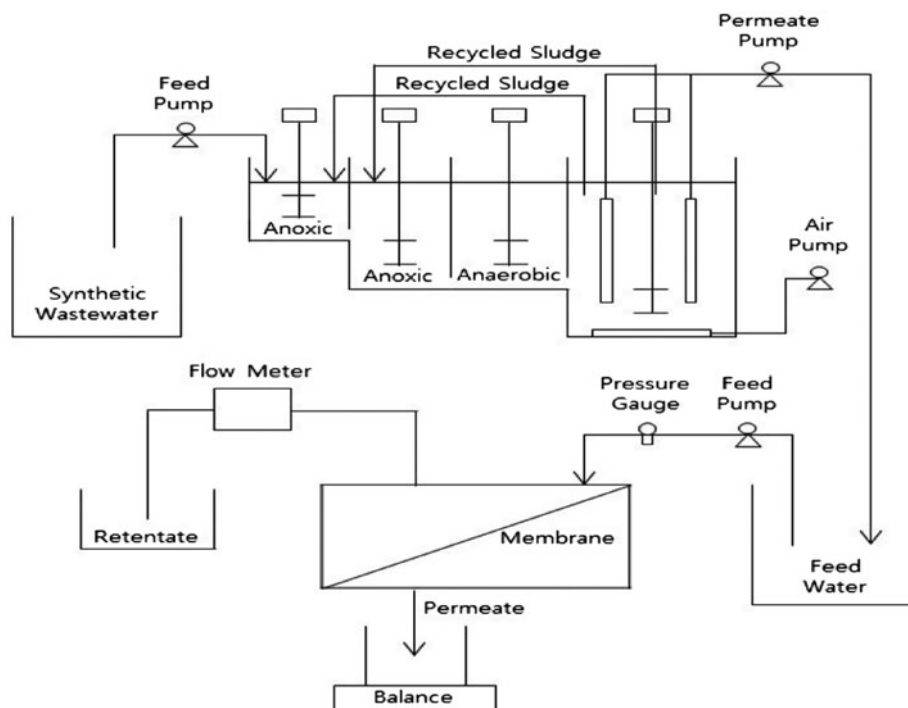 Permeate
Pump
Recycled Sludge
Recycled Sludge
Feed
Pump
Anoxic
Anoxic
Anaerobic
Air
Pump
Synthetic
Wastewater
Flow Meter
Pressure
Gauge
Feed
Pump
Retentate
Membrane
Feed
Water
Permeate
Balance